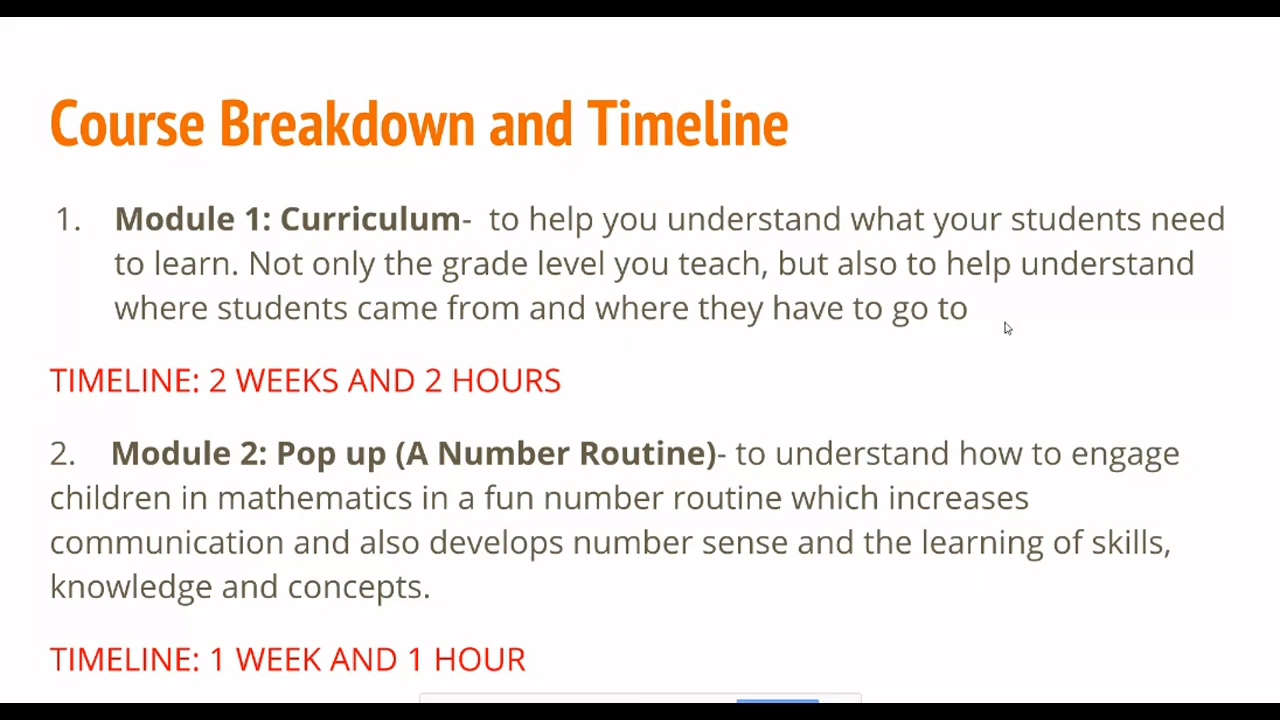 Course Breakdown and Timeline
1. Module 1: Curriculum- to help you understand what your students need
to learn. Not only the grade level you teach, but also to help understand
where students came from and where they have to go to
TIMELINE: 2 WEEKS AND 2 HOURS
2. Module 2: Pop up (A Number Routine)- to understand how to engage
children in mathematics in a fun number routine which increases
communication and also develops number sense and the learning of skills,
knowledge and concepts.
TIMELINE: 1 WEEK AND 1 HOUR